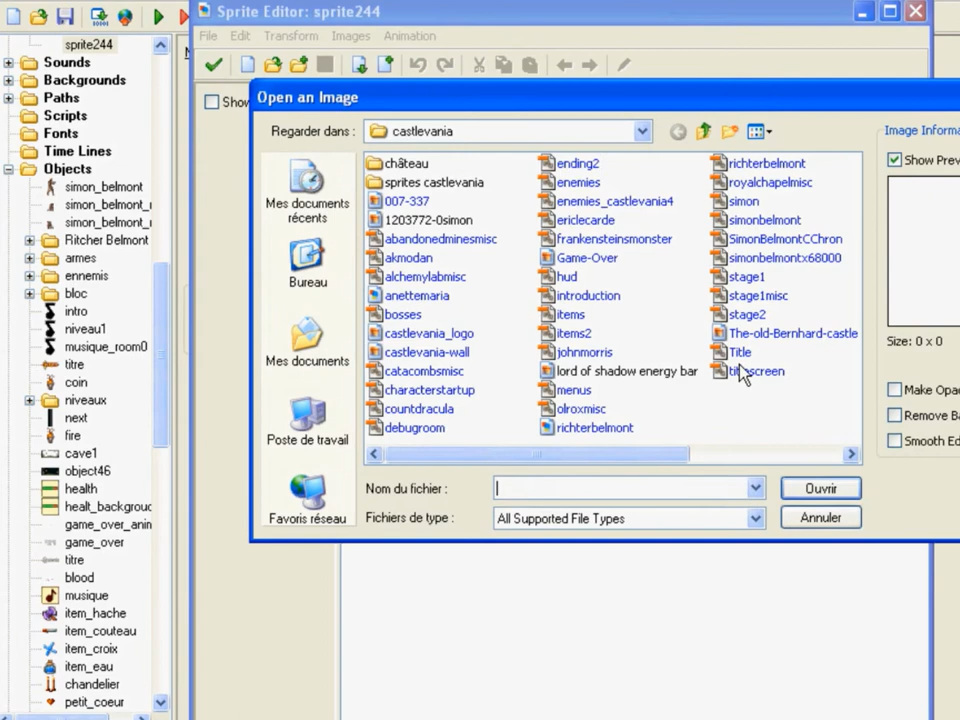 Sprite Editor: sprite244
File Edit Transform Images Animation
sprite244
Sounds
Backgrounds
Paths
Scripts
Fonts
Time Lines
Objects
simon_belmont
simon_belmont_
simon_belmont_
Ritcher Belmont
armes
ennemis
bloc
intro
niveau1
musique_room0
titre
coin
niveaux
next
fire
cave1
object46
health
healt_backgroun
game_over_anin
game_over
titre
blood
musique
item_hache
item_couteau
item_croix
item_eau
chandelier
petit_coeur
Show
Open an Image
Regarder dans : castlevania
Mes documents
récents
Bureau
Mes documents
Poste de travail
Favoris réseau
château
sprites castlevania
007-337
1203772-0simon
abandonedminesmisc
akmodan
alchemylabmisc
anettemaria
bosses
castlevania_logo
castlevania-wall
catacombsmisc
characterstartup
countdracula
debugroom
ending2
enemies
enemies_castlevania4
ericlecarde
frankensteinsmonster
Game-Over
hud
introduction
items
items2
johnmorris
lord of shadow energy bar
menus
olroxmisc
richterbelmont
richterbelmont
royalchapelmisc
simon
simonbelmont
SimonBelmontCChron
simonbelmontx68000
stage1
stage1misc
stage2
The-old-Bernhard-castle
Title
Nom du fichier :
Ouvrir
Fichiers de type : All Supported File Types
Annuler
Image Informa
Show Prev
Size: 0 x 0
Make Opa
Remove Ba
Smooth Ed